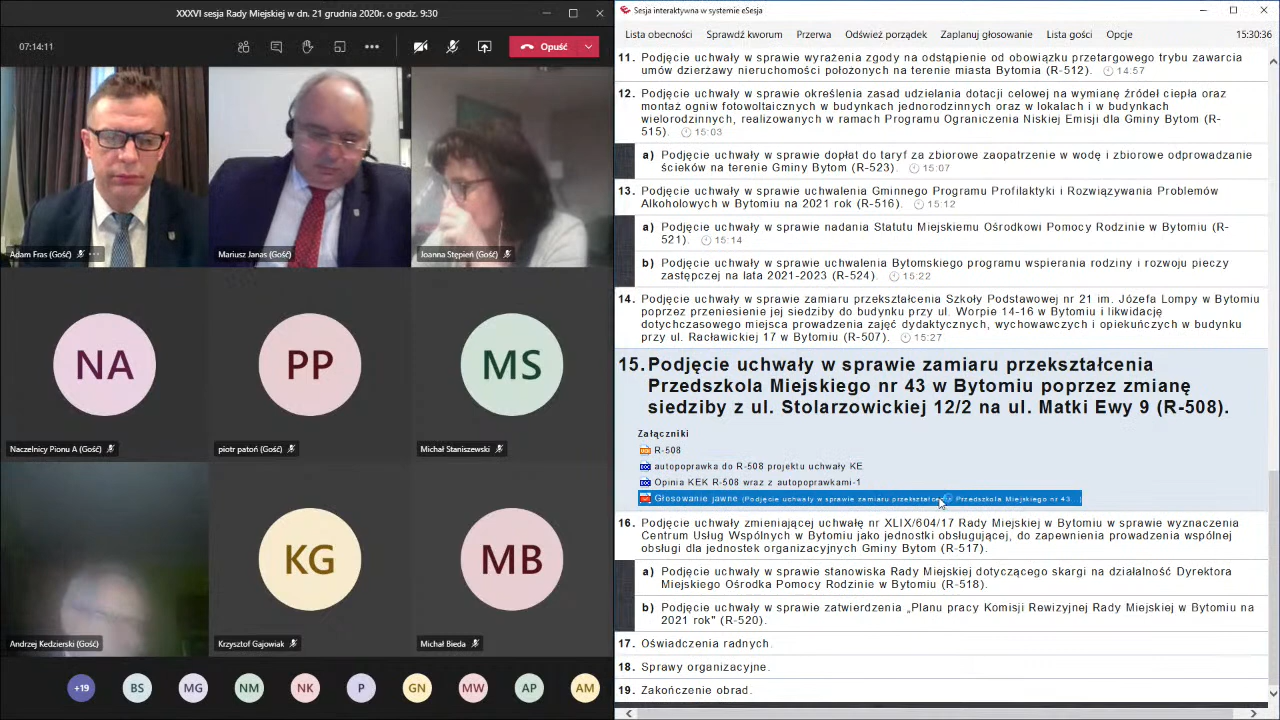 XXXVI sesja Rady Miejskiej w dn. 21 grudnia 2020r. o godz. 9:30
07:14:11
Opuść
Adam Fras (Gość)
Mariusz Janas (Gość)
Joanna Stępień (Gość)
NA
PP
MS
Naczelnicy Pionu A (Gość)
piotr patoń (Gość)
Michał Staniszewski
KG
MB
Andrzej Kedzierski (Gość)
Krzysztof Gajowiak
Michał Bieda
+19
BS
MG
NM
NK
P
GN
MW
AP
AM
Sesja interaktywna w systemie eSesja
Lista obecności
Sprawdź kworum
Przerwa
Odśwież porządek
Zaplanuj głosowanie
Lista gości
Opcje
15:30:36
11. Podjęcie uchwały w sprawie wyrażenia zgody na odstąpienie od obowiązku przetargowego trybu zawarcia
umów dzierżawy nieruchomości położonych na terenie miasta Bytomia (R-512). 14:57
12. Podjęcie uchwały w sprawie określenia zasad udzielania dotacji celowej na wymianę źródeł ciepła oraz
montaż ogniw fotowoltaicznych w budynkach jednorodzinnych oraz w lokalach i w budynkach
wielorodzinnych, realizowanych w ramach Programu Ograniczenia Niskiej Emisji dla Gminy Bytom (R-
515). 15:03
a) Podjęcie uchwały w sprawie dopłat do taryf za zbiorowe zaopatrzenie w wodę i zbiorowe odprowadzanie
ścieków na terenie Gminy Bytom (R-523). 15:07
13. Podjęcie uchwały w sprawie uchwalenia Gminnego Programu Profilaktyki i Rozwiązywania Problemów
Alkoholowych w Bytomiu na 2021 rok (R-516). 15:12
a) Podjęcie uchwały w sprawie nadania Statutu Miejskiemu Ośrodkowi Pomocy Rodzinie w Bytomiu (R-
521). 15:14
b) Podjęcie uchwały w sprawie uchwalenia Bytomskiego programu wspierania rodziny i rozwoju pieczy
zastępczej na lata 2021-2023 (R-524). 15:22
14. Podjęcie uchwały w sprawie zamiaru przekształcenia Szkoły Podstawowej nr 21 im. Józefa Lompy w Bytomiu
poprzez przeniesienie jej siedziby do budynku przy ul. Worpie 14-16 w Bytomiu i likwidację
dotychczasowego miejsca prowadzenia zajęć dydaktycznych, wychowawczych i opiekuńczych w budynku
przy ul. Racławickiej 17 w Bytomiu (R-507). 15:27
15. Podjęcie uchwały w sprawie zamiaru przekształcenia
Przedszkola Miejskiego nr 43 w Bytomiu poprzez zmianę
siedziby z ul. Stolarzowickiej 12/2 na ul. Matki Ewy 9 (R-508).
Załączniki
R-508
autopoprawka do R-508 projektu uchwały KE
Opinia KEK R-508 wraz z autopoprawkami-1
Głosowanie jawne (Podjęcie uchwały w sprawie zamiaru przekształce Przedszkola Miejskiego nr 43. )
16. Podjęcie uchwały zmieniającej uchwałę nr XLIX/604/17 Rady Miejskiej w Bytomiu w sprawie wyznaczenia
Centrum Usług Wspólnych w Bytomiu jako jednostki obsługującej, do zapewnienia prowadzenia wspólnej
obsługi dla jednostek organizacyjnych Gminy Bytom (R-517).
a) Podjęcie uchwały w sprawie stanowiska Rady Miejskiej dotyczącego skargi na działalność Dyrektora
Miejskiego Ośrodka Pomocy Rodzinie w Bytomiu (R-518).
b) Podjęcie uchwały w sprawie zatwierdzenia „Planu pracy Komisji Rewizyjnej Rady Miejskiej w Bytomiu na
2021 rok" (R-520).
17. Oświadczenia radnych.
18. Sprawy organizacyjne.
19. Zakończenie obrad.